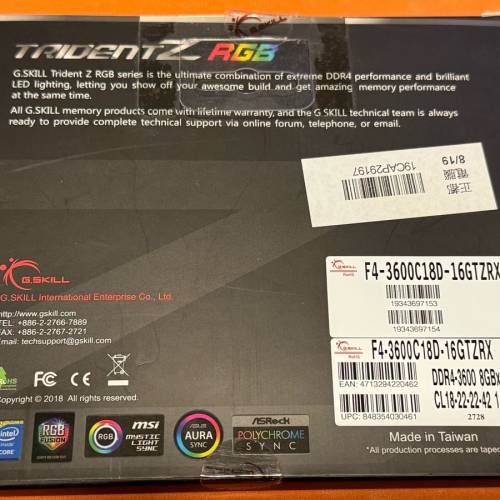 TRIDENT Z RGB
G.SKILL Trident Z RGB series is the ultimate combination of extreme DDR4 performance and brilliant
LED lighting, letting you show off your awesome build and get amazing memory performance
at the same time.
All G.SKILL memory products come with lifetime warranty, and the G SKILL technical team is always
ready to provide complete technical support via online forum, telephone, or email.
8/19
19CAP29197
G.SKILL
G.SKILL International Enterprise Co., Ltd.
TEL: +886-2-2766-7889
Fax: +886-2-2767-2721
Email: techsupport@gskill.com
RoHS
FC CE
Copyright © 2018 All rights reserved.
G.SKILL
F4-3600C18D-16GTZRX
19343697153
19343697154
G.SKILL
F4-3600C18D-16GTZRX
DDR4-3600 8GBx
EAN: 4713294220462
CL18-22-22-42 1
UPC: 848354030461
2728
intel CORE
RGB FUSION
RGB
msi MYSTIC LIGHT SYNC
AURA SYNC
ASRock POLYCHROME SYNC
Made in Taiwan
*All production processes are taped